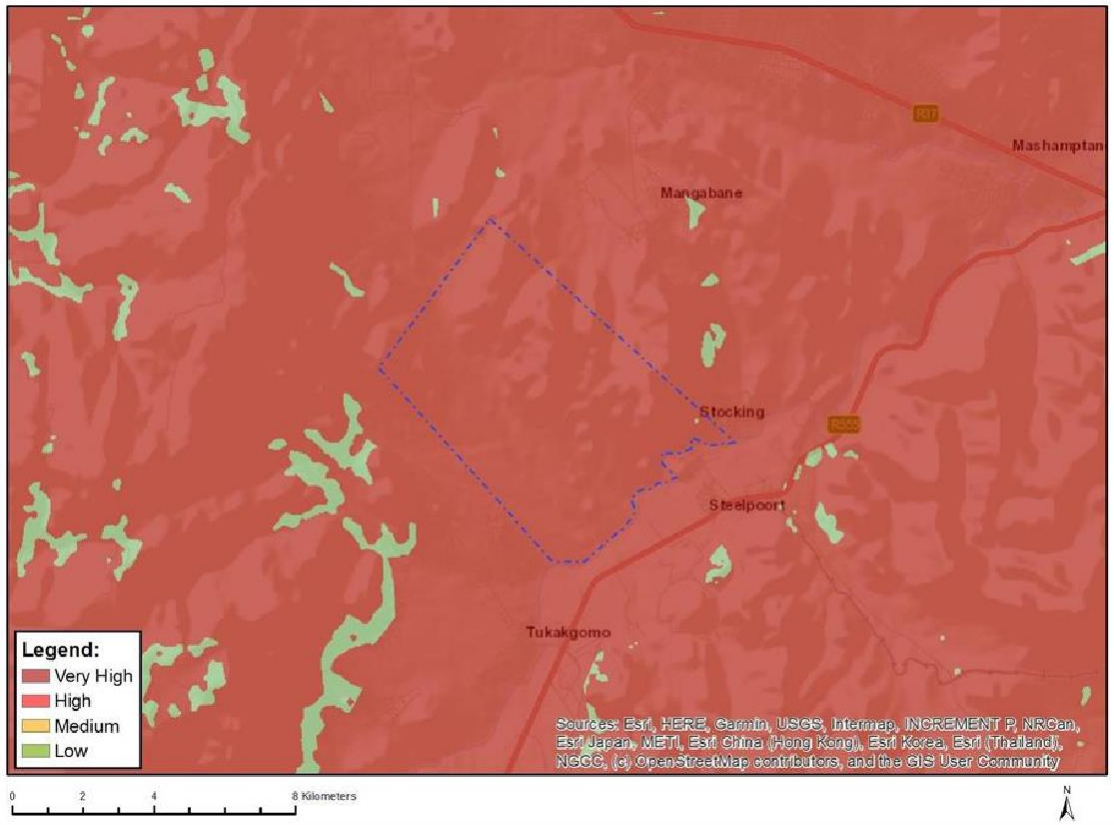 R37
Mashamptan
Mangabane
Stocking
R555
Steelpoort
Tukakgomo
Legend:
Very High
High
Medium
Low
Sources: Esri, HERE, Garmin, USGS, Intermap, INCREMENT P, NRCan,
Esri Japan, METI, Esri China (Hong Kong), Esri Korea, Esri (Thailand),
NGCC, (c) OpenStreetMap contributors, and the GIS User Community
0 2 4 8 Kilometers
N